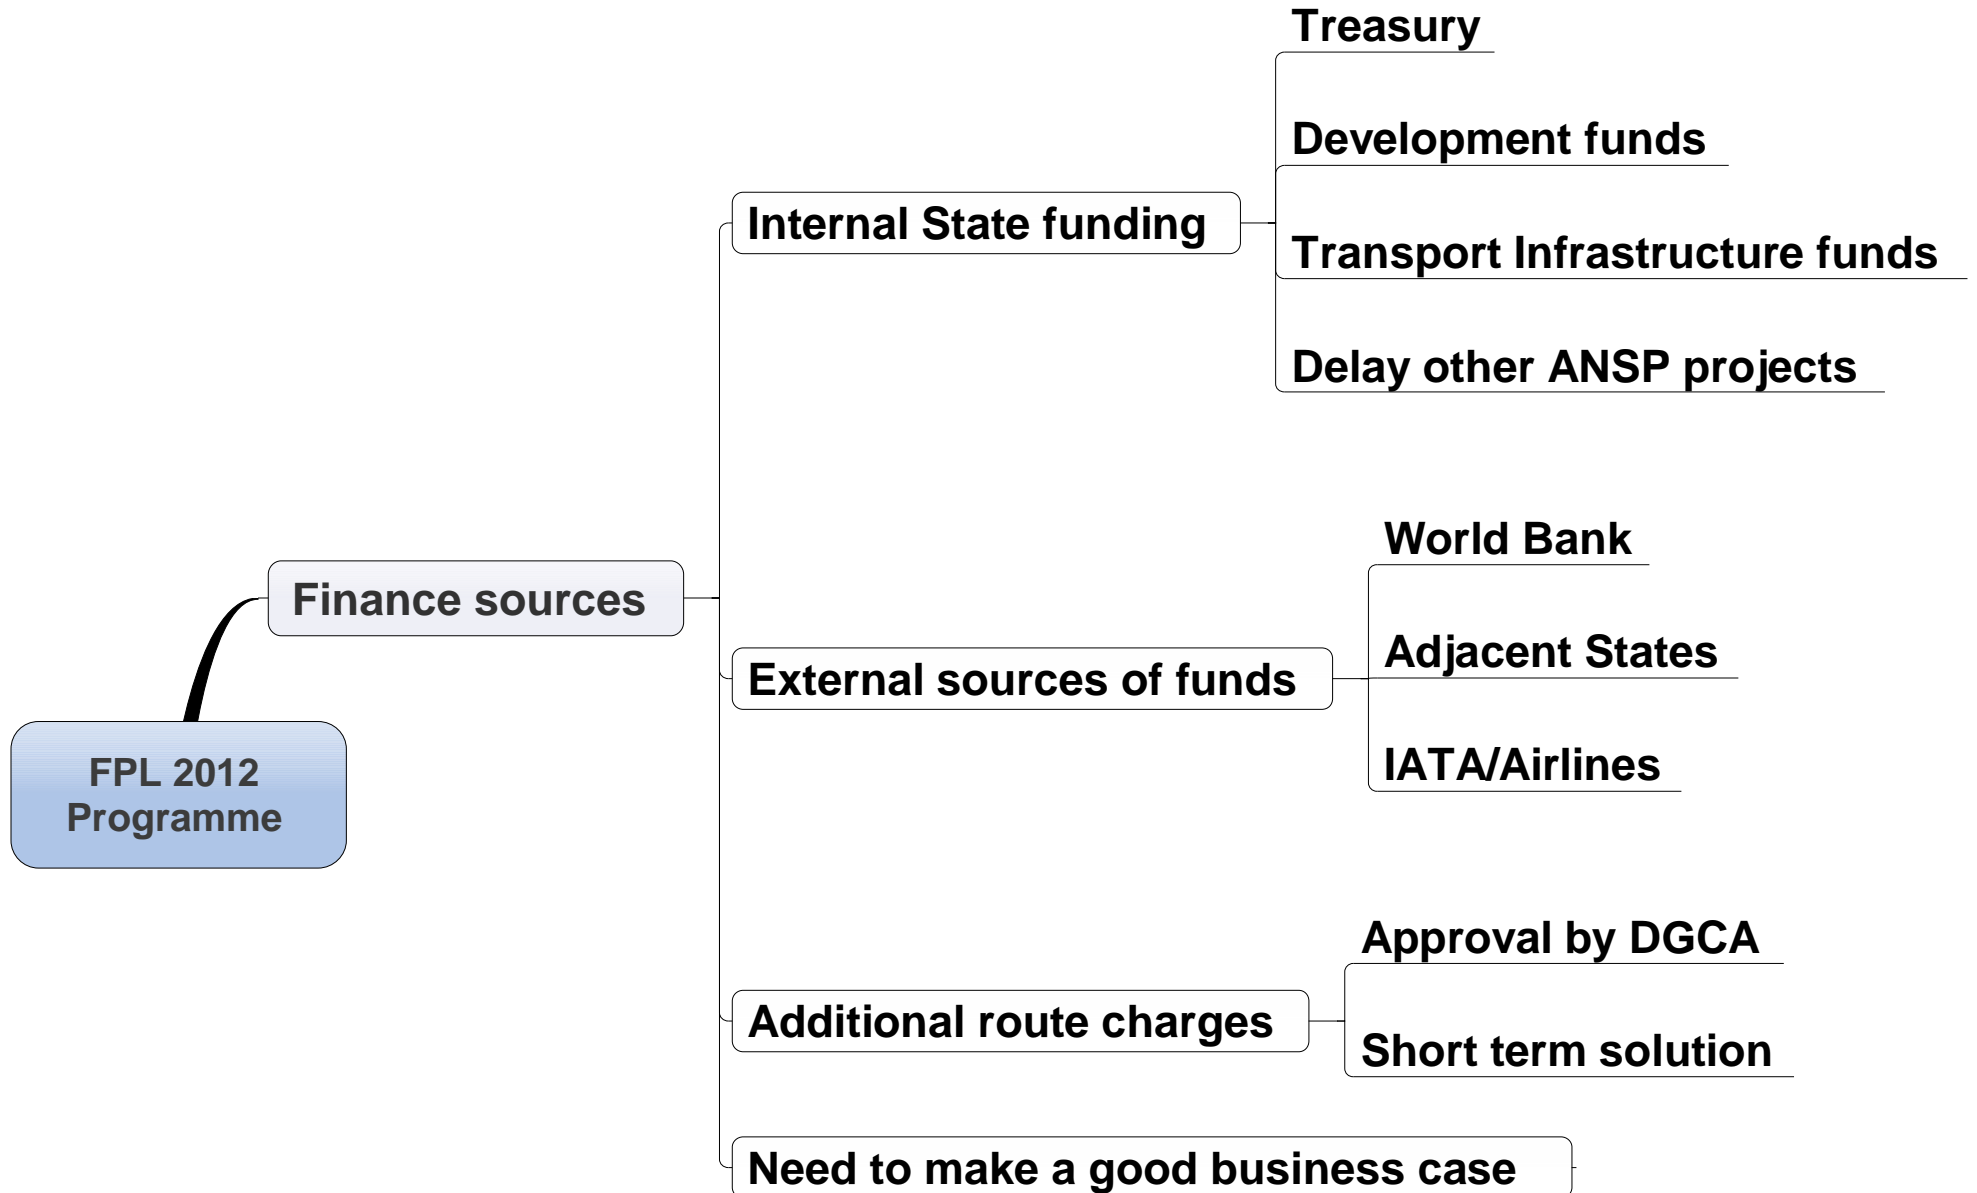 FPL 2012
Programme
Finance sources
Internal State funding
Treasury
Development funds
Transport Infrastructure funds
Delay other ANSP projects
External sources of funds
World Bank
Adjacent States
IATA/Airlines
Additional route charges
Approval by DGCA
Short term solution
Need to make a good business case